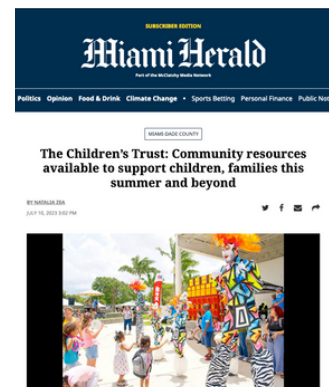 SUBSCRIBER EDITION
Miami Herald
Part of the McClatchy Media Network
Politics Opinion Food & Drink Climate Change • Sports Betting Personal Finance Public Not
MIAMI-DADE COUNTY
The Children's Trust: Community resources
available to support children, families this
summer and beyond
BY NATALIA ZEA
JULY 10, 2023 3:02 PM